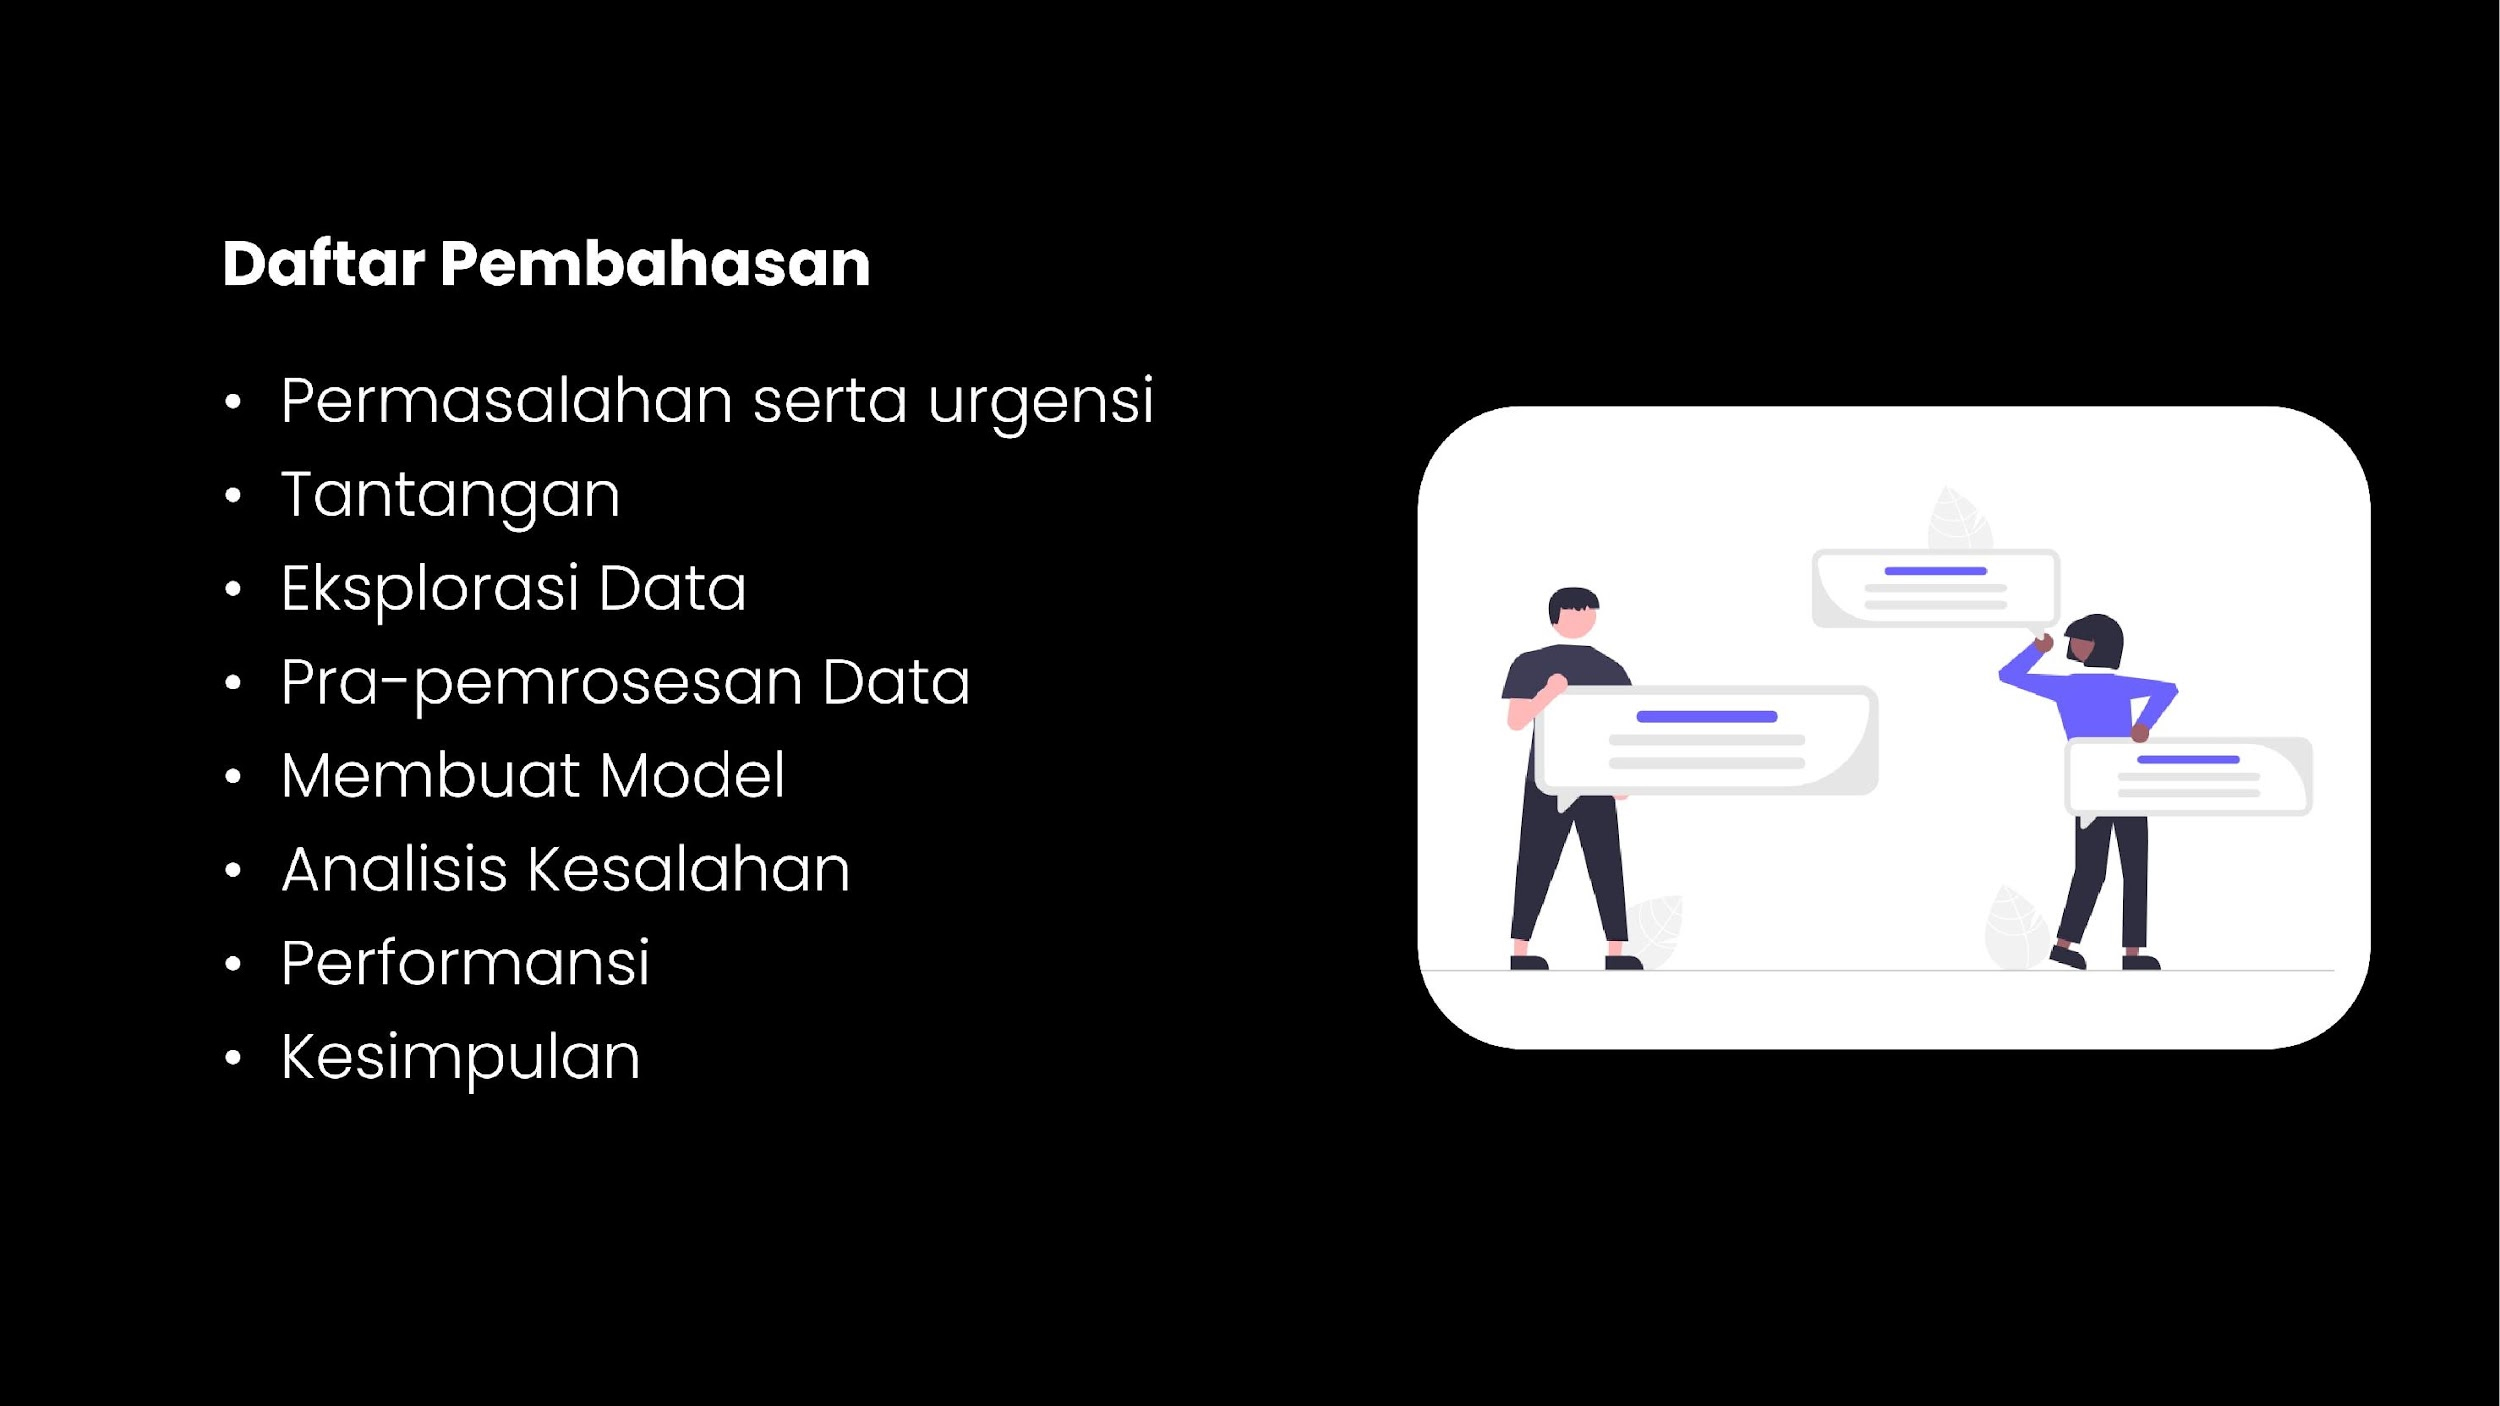 Daftar Pembahasan
• Permasalahan serta urgensi
• Tantangan
• Eksplorasi Data
• Pra-pemrosesan Data
• Membuat Model
• Analisis Kesalahan
• Performansi
• Kesimpulan